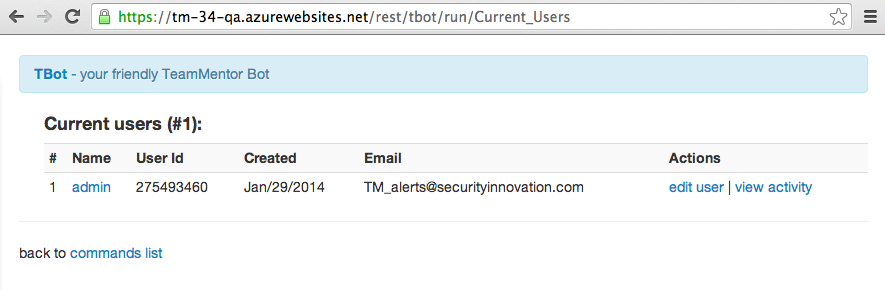 https://tm-34-qa.azurewebsites.net/rest/tbot/run/Current_Users
TBot - your friendly TeamMentor Bot
Current users (#1):
# Name User Id Created Email Actions
1 admin 275493460 Jan/29/2014 TM_alerts@securityinnovation.com edit user | view activity
back to commands list